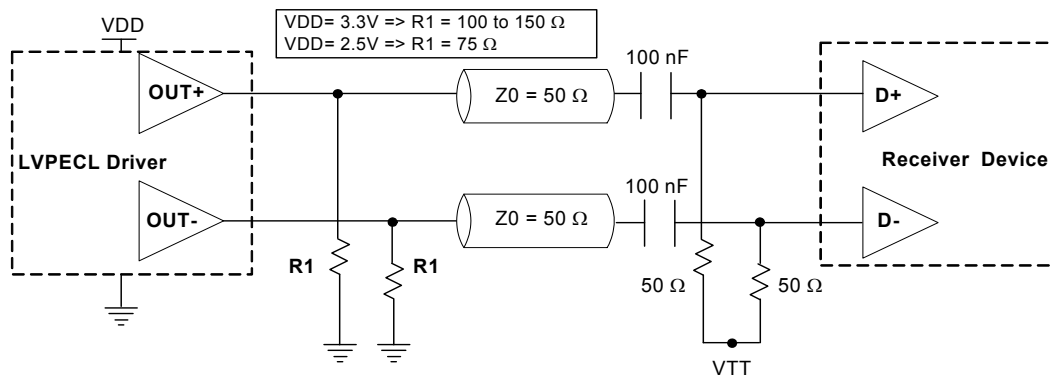 VDD= 3.3V => R1 = 100 to 150 Ω
VDD= 2.5V => R1 = 75 Ω
VDD
100 nF
OUT+
Z0 = 50 Ω
D+
LVPECL Driver
Receiver Device
100 nF
OUT-
Z0 = 50 Ω
D-
R1
R1
50 Ω
50 Ω
VTT